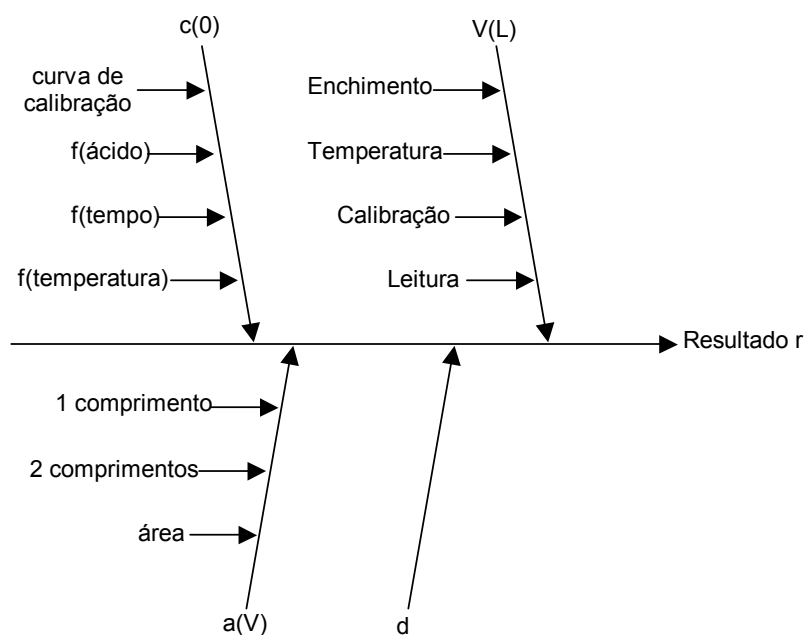 c(0)
V(L)
curva de
calibração
Enchimento
f(ácido)
Temperatura
f(tempo)
Calibração
f(temperatura)
Leitura
Resultado r
1 comprimento
2 comprimentos
área
a(V)
d